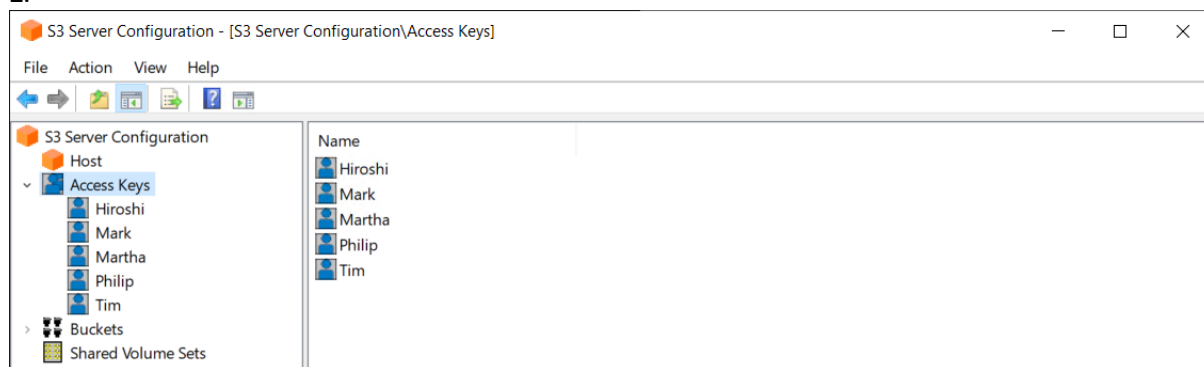 2.
S3 Server Configuration - [S3 Server Configuration\Access Keys]
File Action View Help
S3 Server Configuration
Host
Access Keys
Hiroshi
Mark
Martha
Philip
Tim
Buckets
Shared Volume Sets
Name
Hiroshi
Mark
Martha
Philip
Tim